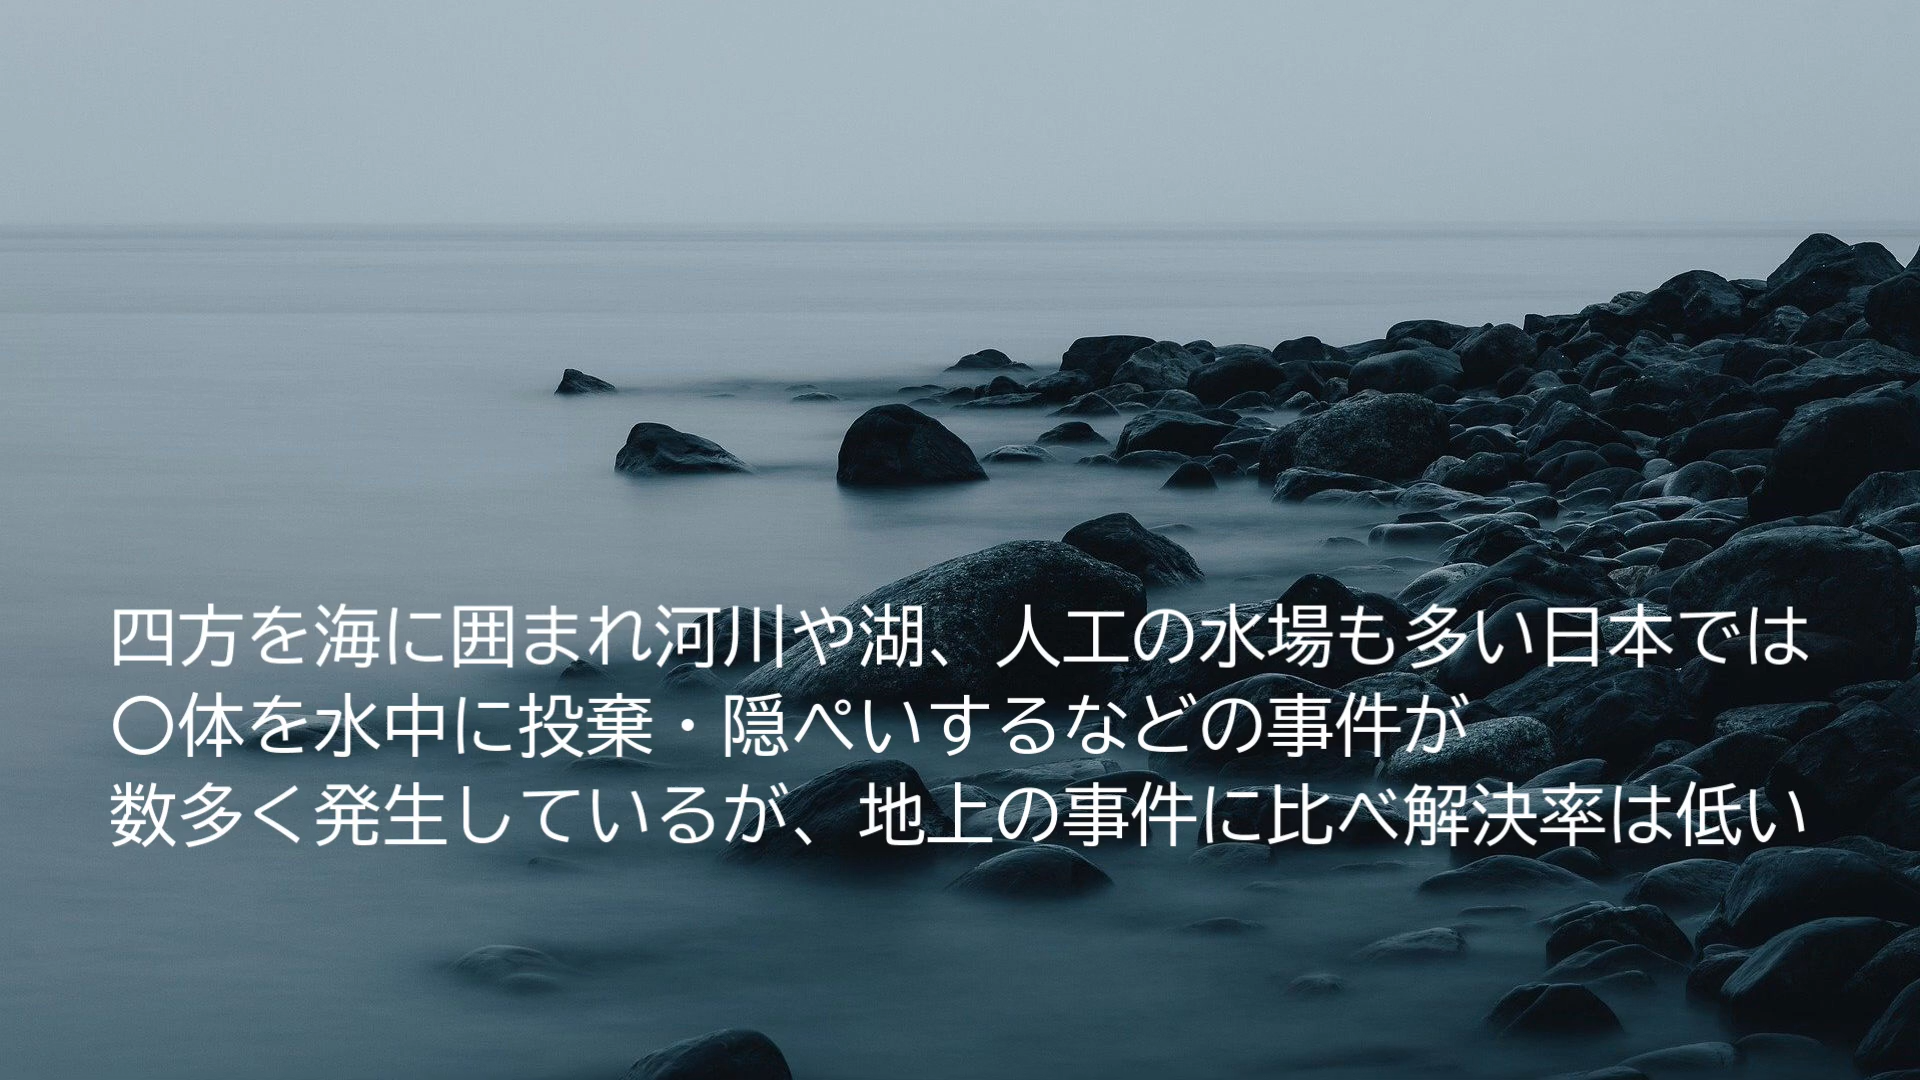 四方を海に囲まれ河川や湖、人工の水場も多い日本では
〇体を水中に投棄・隠ぺいするなどの事件が
数多く発生しているが、地上の事件に比べ解決率は低い